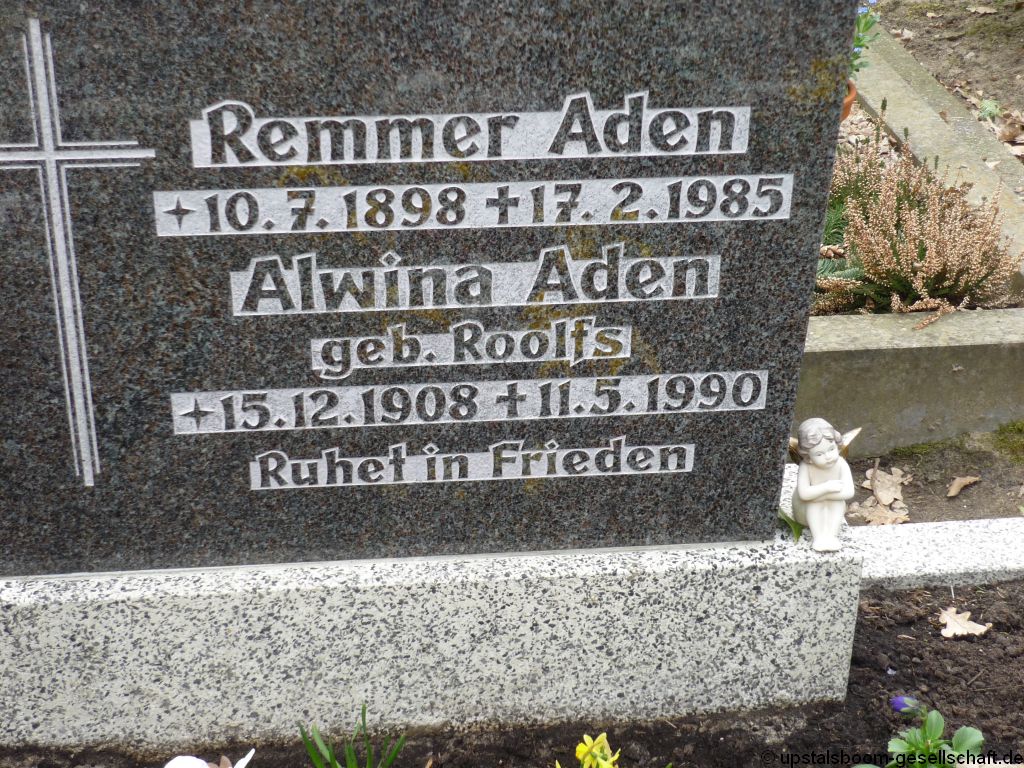 Remmer Aden
✦10.7.1898 ✝17.2.1985
Alwina Aden
geb. Roolfs
✦15.12.1908 ✝11.5.1990
Ruhet in Frieden
© upstalsboom-gesellschaft.de